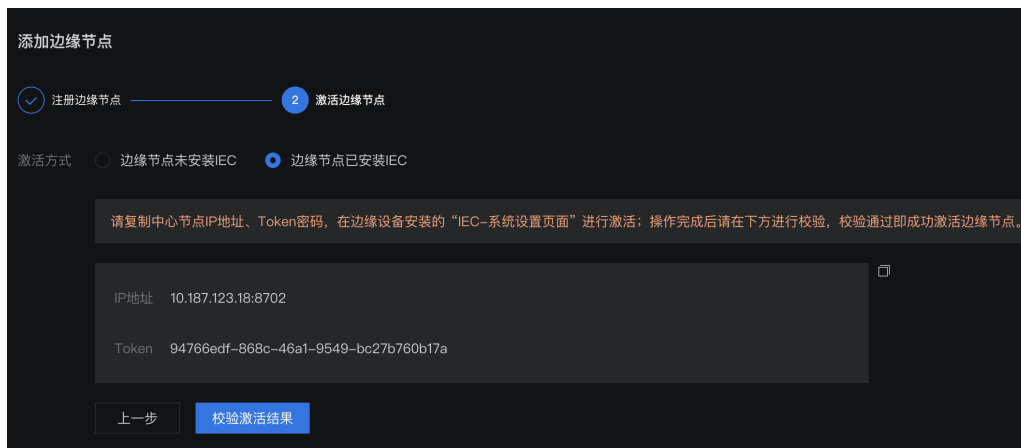 添加边缘节点
注册边缘节点 2 激活边缘节点
激活方式 边缘节点未安装IEC 边缘节点已安装IEC
请复制中心节点IP地址、Token密码，在边缘设备安装的“IEC-系统设置页面”进行激活；操作完成后请在下方进行校验，校验通过即成功激活边缘节点。
IP地址 10.187.123.18:8702
Token 94766edf-868c-46a1-9549-bc27b760b17a
上一步 校验激活结果